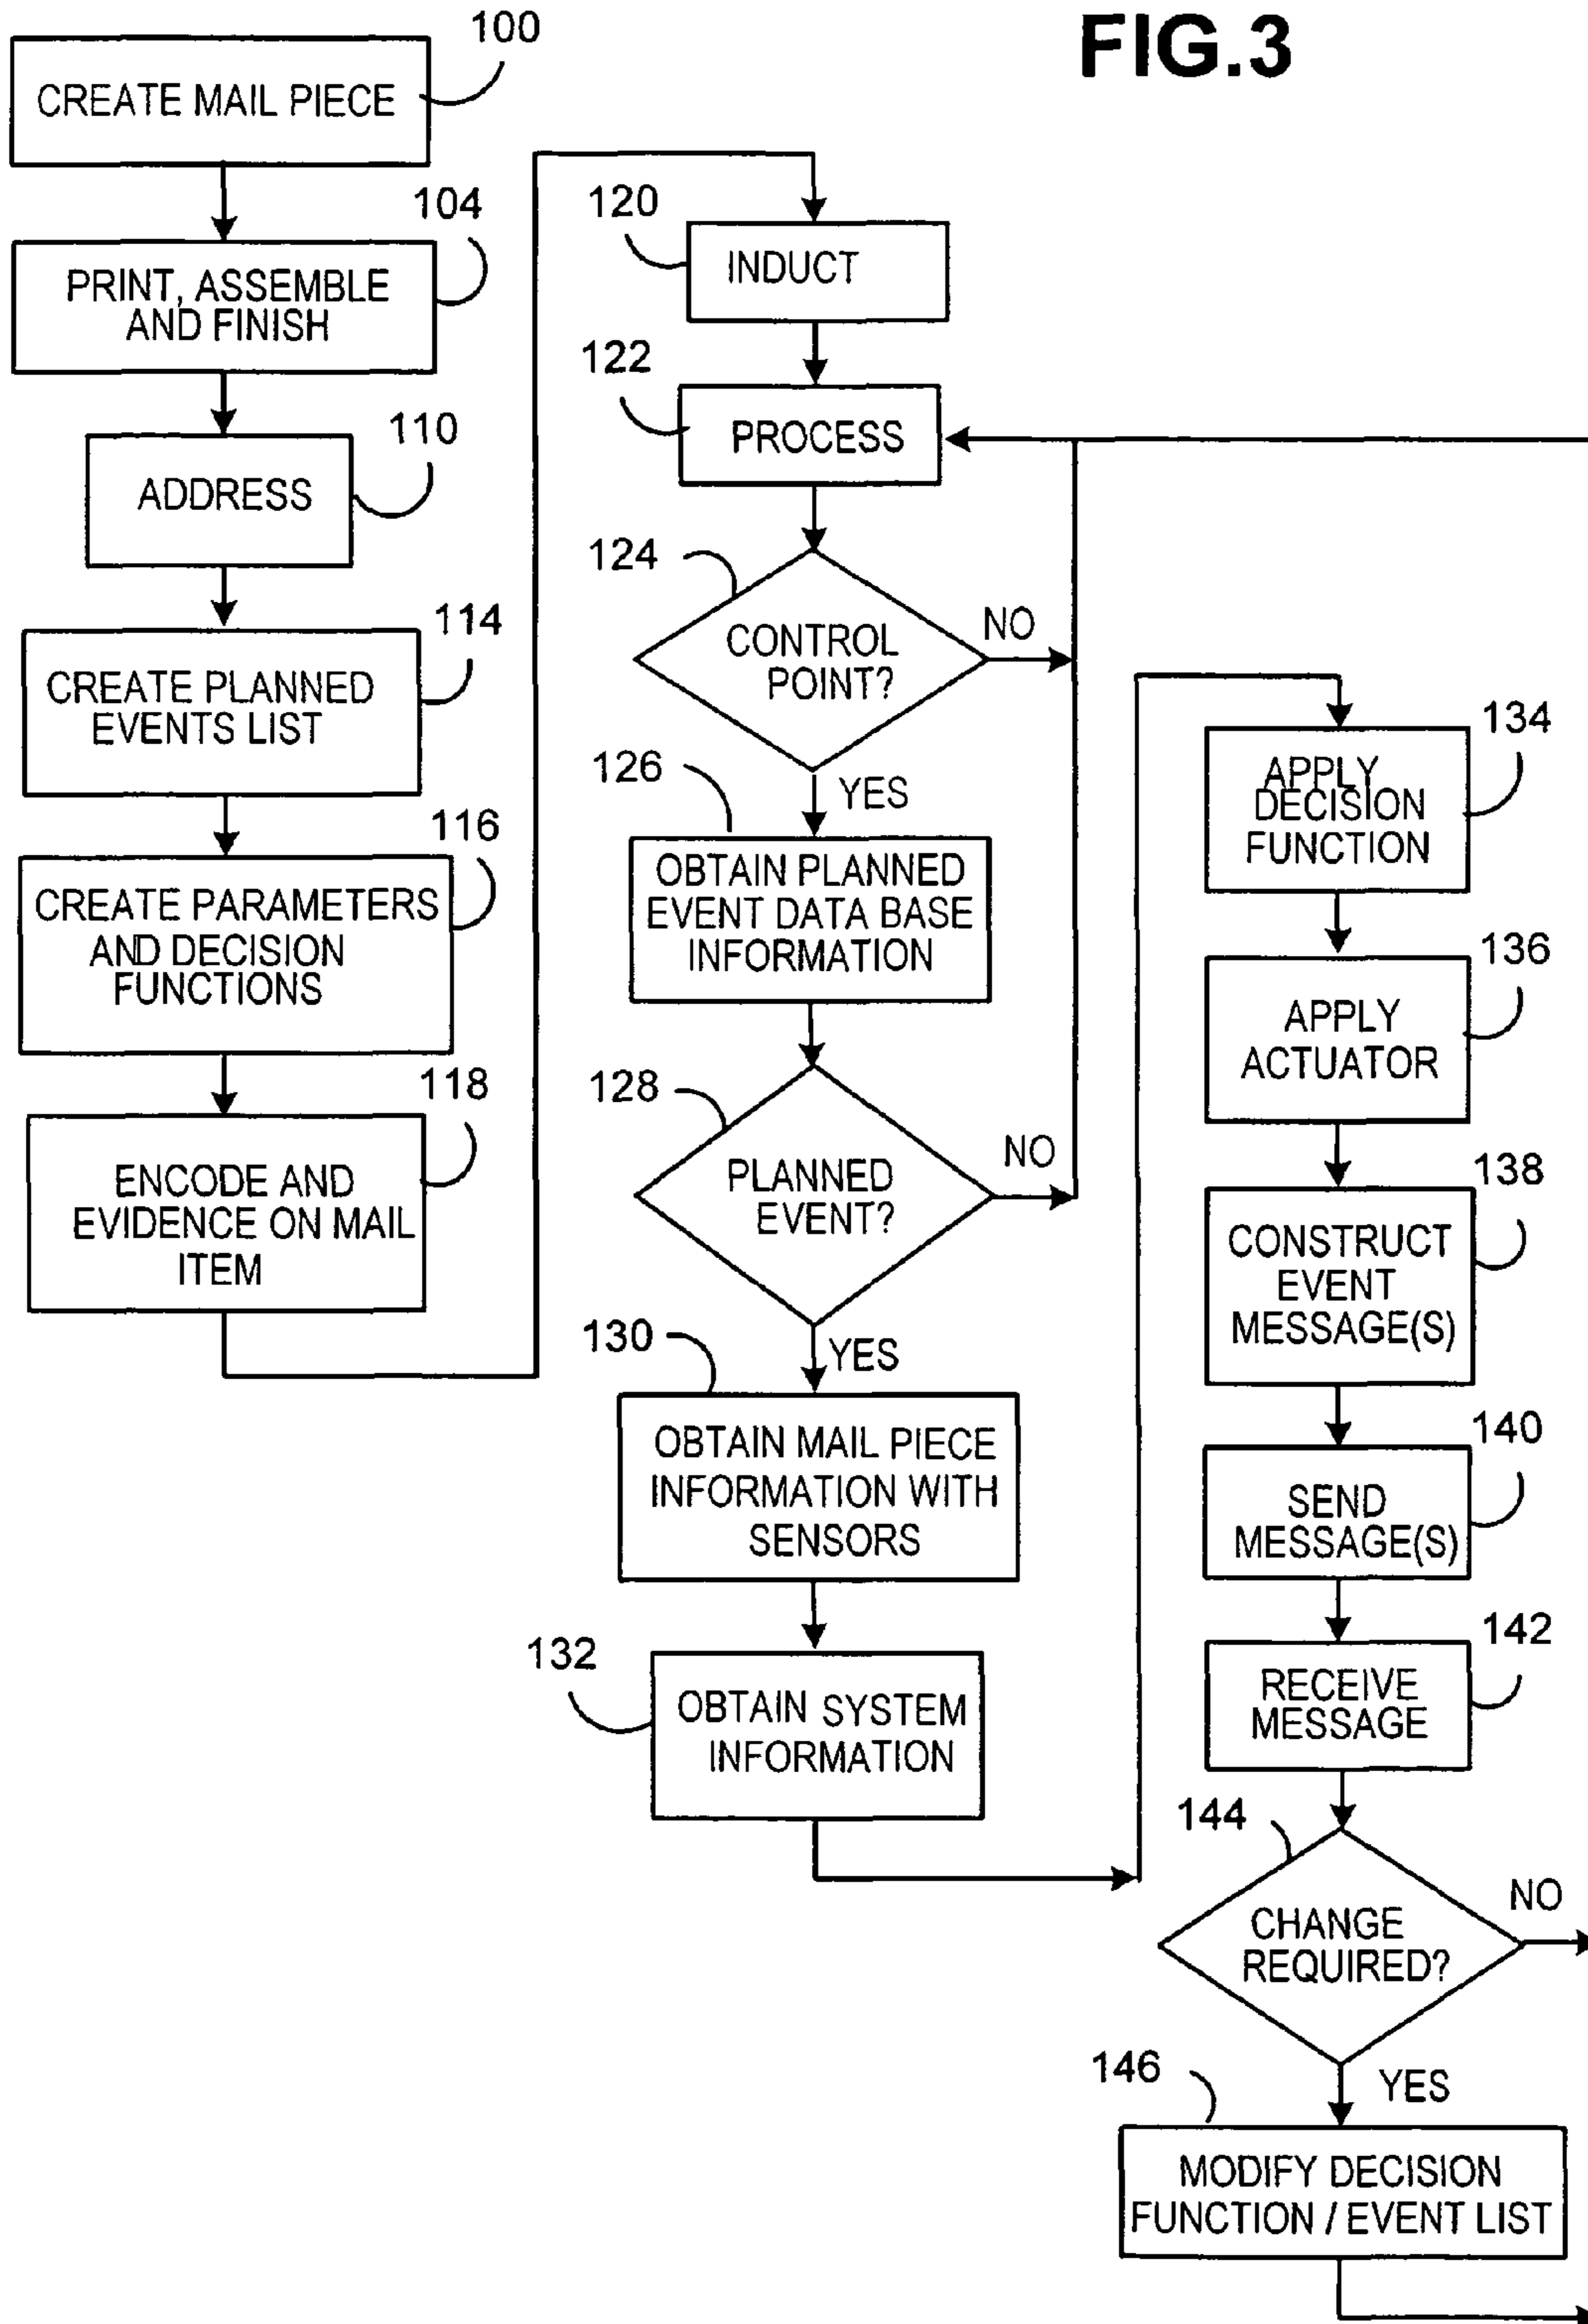 FIG.3
100
CREATE MAIL PIECE
104
PRINT, ASSEMBLE
AND FINISH
110
ADDRESS
114
CREATE PLANNED
EVENTS LIST
116
CREATE PARAMETERS
AND DECISION
FUNCTIONS
118
ENCODE AND
EVIDENCE ON MAIL
ITEM
120
INDUCT
122
PROCESS
124
CONTROL
POINT?
NO
YES
126
OBTAIN PLANNED
EVENT DATA BASE
INFORMATION
128
PLANNED
EVENT?
NO
YES
130
OBTAIN MAIL PIECE
INFORMATION WITH
SENSORS
132
OBTAIN SYSTEM
INFORMATION
134
APPLY
DECISION
FUNCTION
136
APPLY
ACTUATOR
138
CONSTRUCT
EVENT
MESSAGE(S)
140
SEND
MESSAGE(S)
142
RECEIVE
MESSAGE
144
CHANGE
REQUIRED?
NO
YES
146
MODIFY DECISION
FUNCTION / EVENT LIST